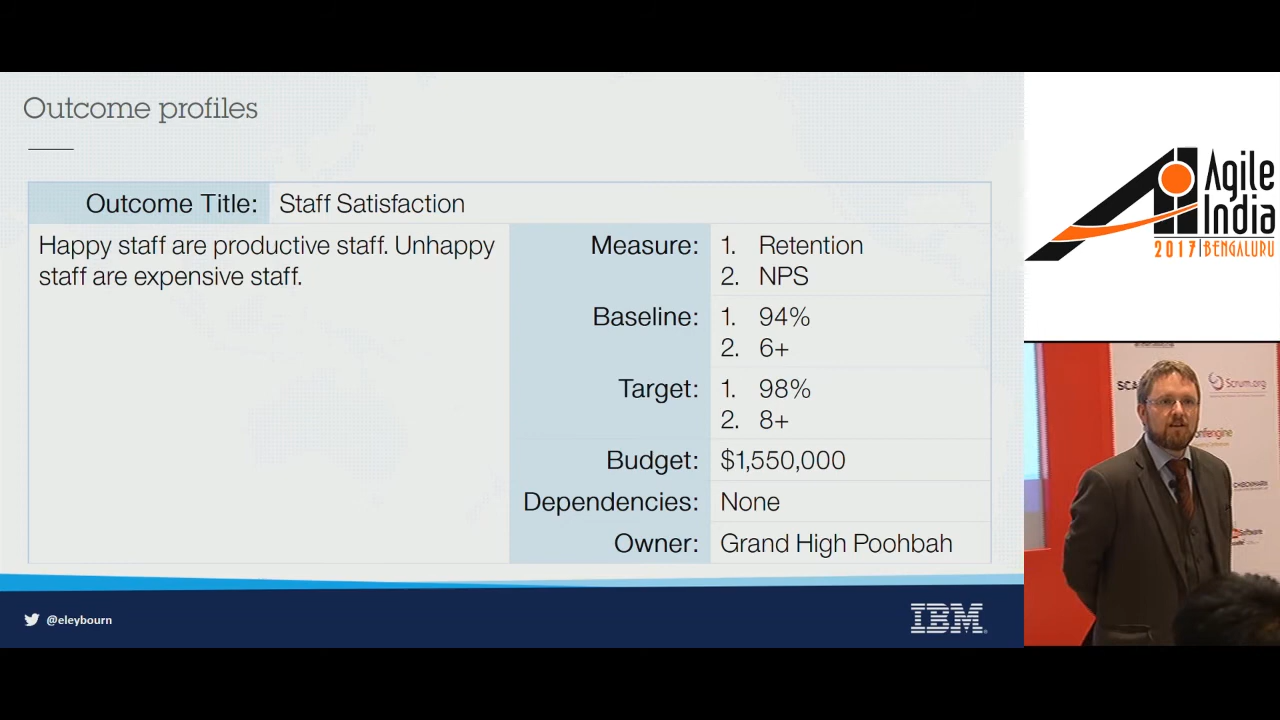 Outcome profiles
Outcome Title: Staff Satisfaction
Happy staff are productive staff. Unhappy
staff are expensive staff.
Measure: 1. Retention
2. NPS
Baseline: 1. 94%
2. 6+
Target: 1. 98%
2. 8+
Budget: $1,550,000
Dependencies: None
Owner: Grand High Poohbah
@eleybourn
IBM
Agile
India
2017 | BENGALURU
Scrum.org